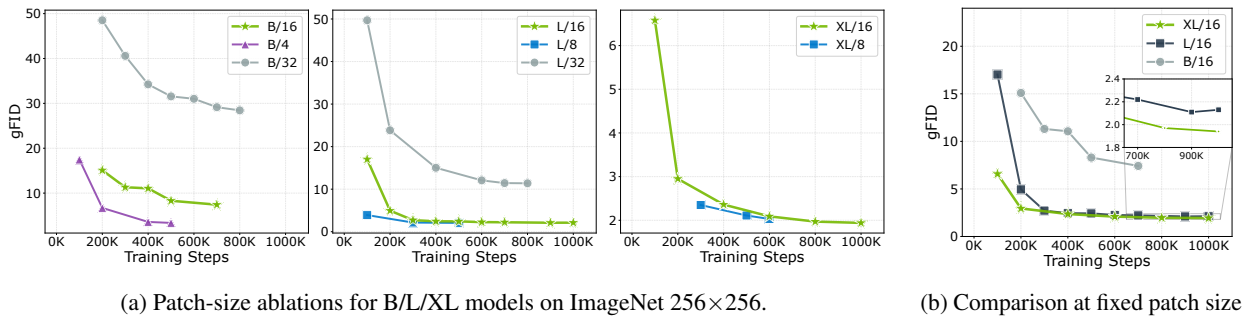 50
40
30
20
10
gFID
0K 200K 400K 600K 800K 1000K
Training Steps
B/16
B/4
B/32
50
40
30
20
10
0
0K 200K 400K 600K 800K 1000K
Training Steps
L/16
L/8
L/32
6
5
4
3
2
0K 200K 400K 600K 800K 1000K
Training Steps
XL/16
XL/8
20
15
10
5
0
gFID
0K 200K 400K 600K 800K 1000K
Training Steps
XL/16
L/16
B/16
2.4
2.2
2.0
1.8
700K 900K
(a) Patch-size ablations for B/L/XL models on ImageNet 256×256.
(b) Comparison at fixed patch size